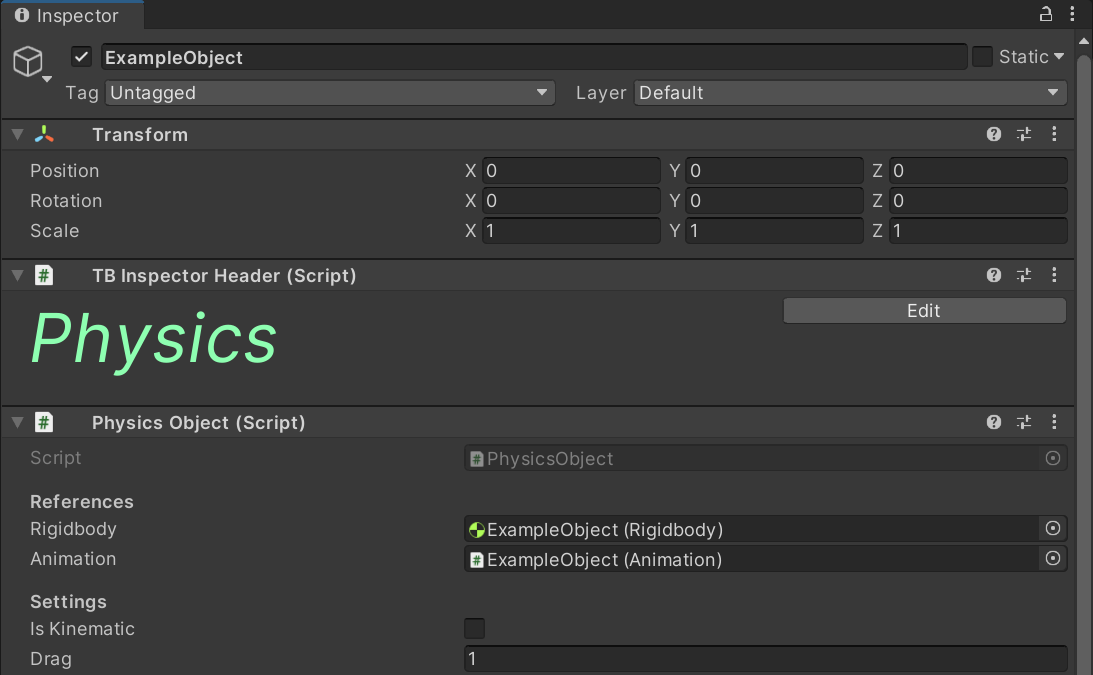 Inspector
ExampleObject Static
Tag Untagged Layer Default
Transform
Position X 0 Y 0 Z 0
Rotation X 0 Y 0 Z 0
Scale X 1 Y 1 Z 1
# TB Inspector Header (Script)
Physics Edit
# Physics Object (Script)
Script # PhysicsObject
References
Rigidbody ExampleObject (Rigidbody)
Animation # ExampleObject (Animation)
Settings
Is Kinematic
Drag 1